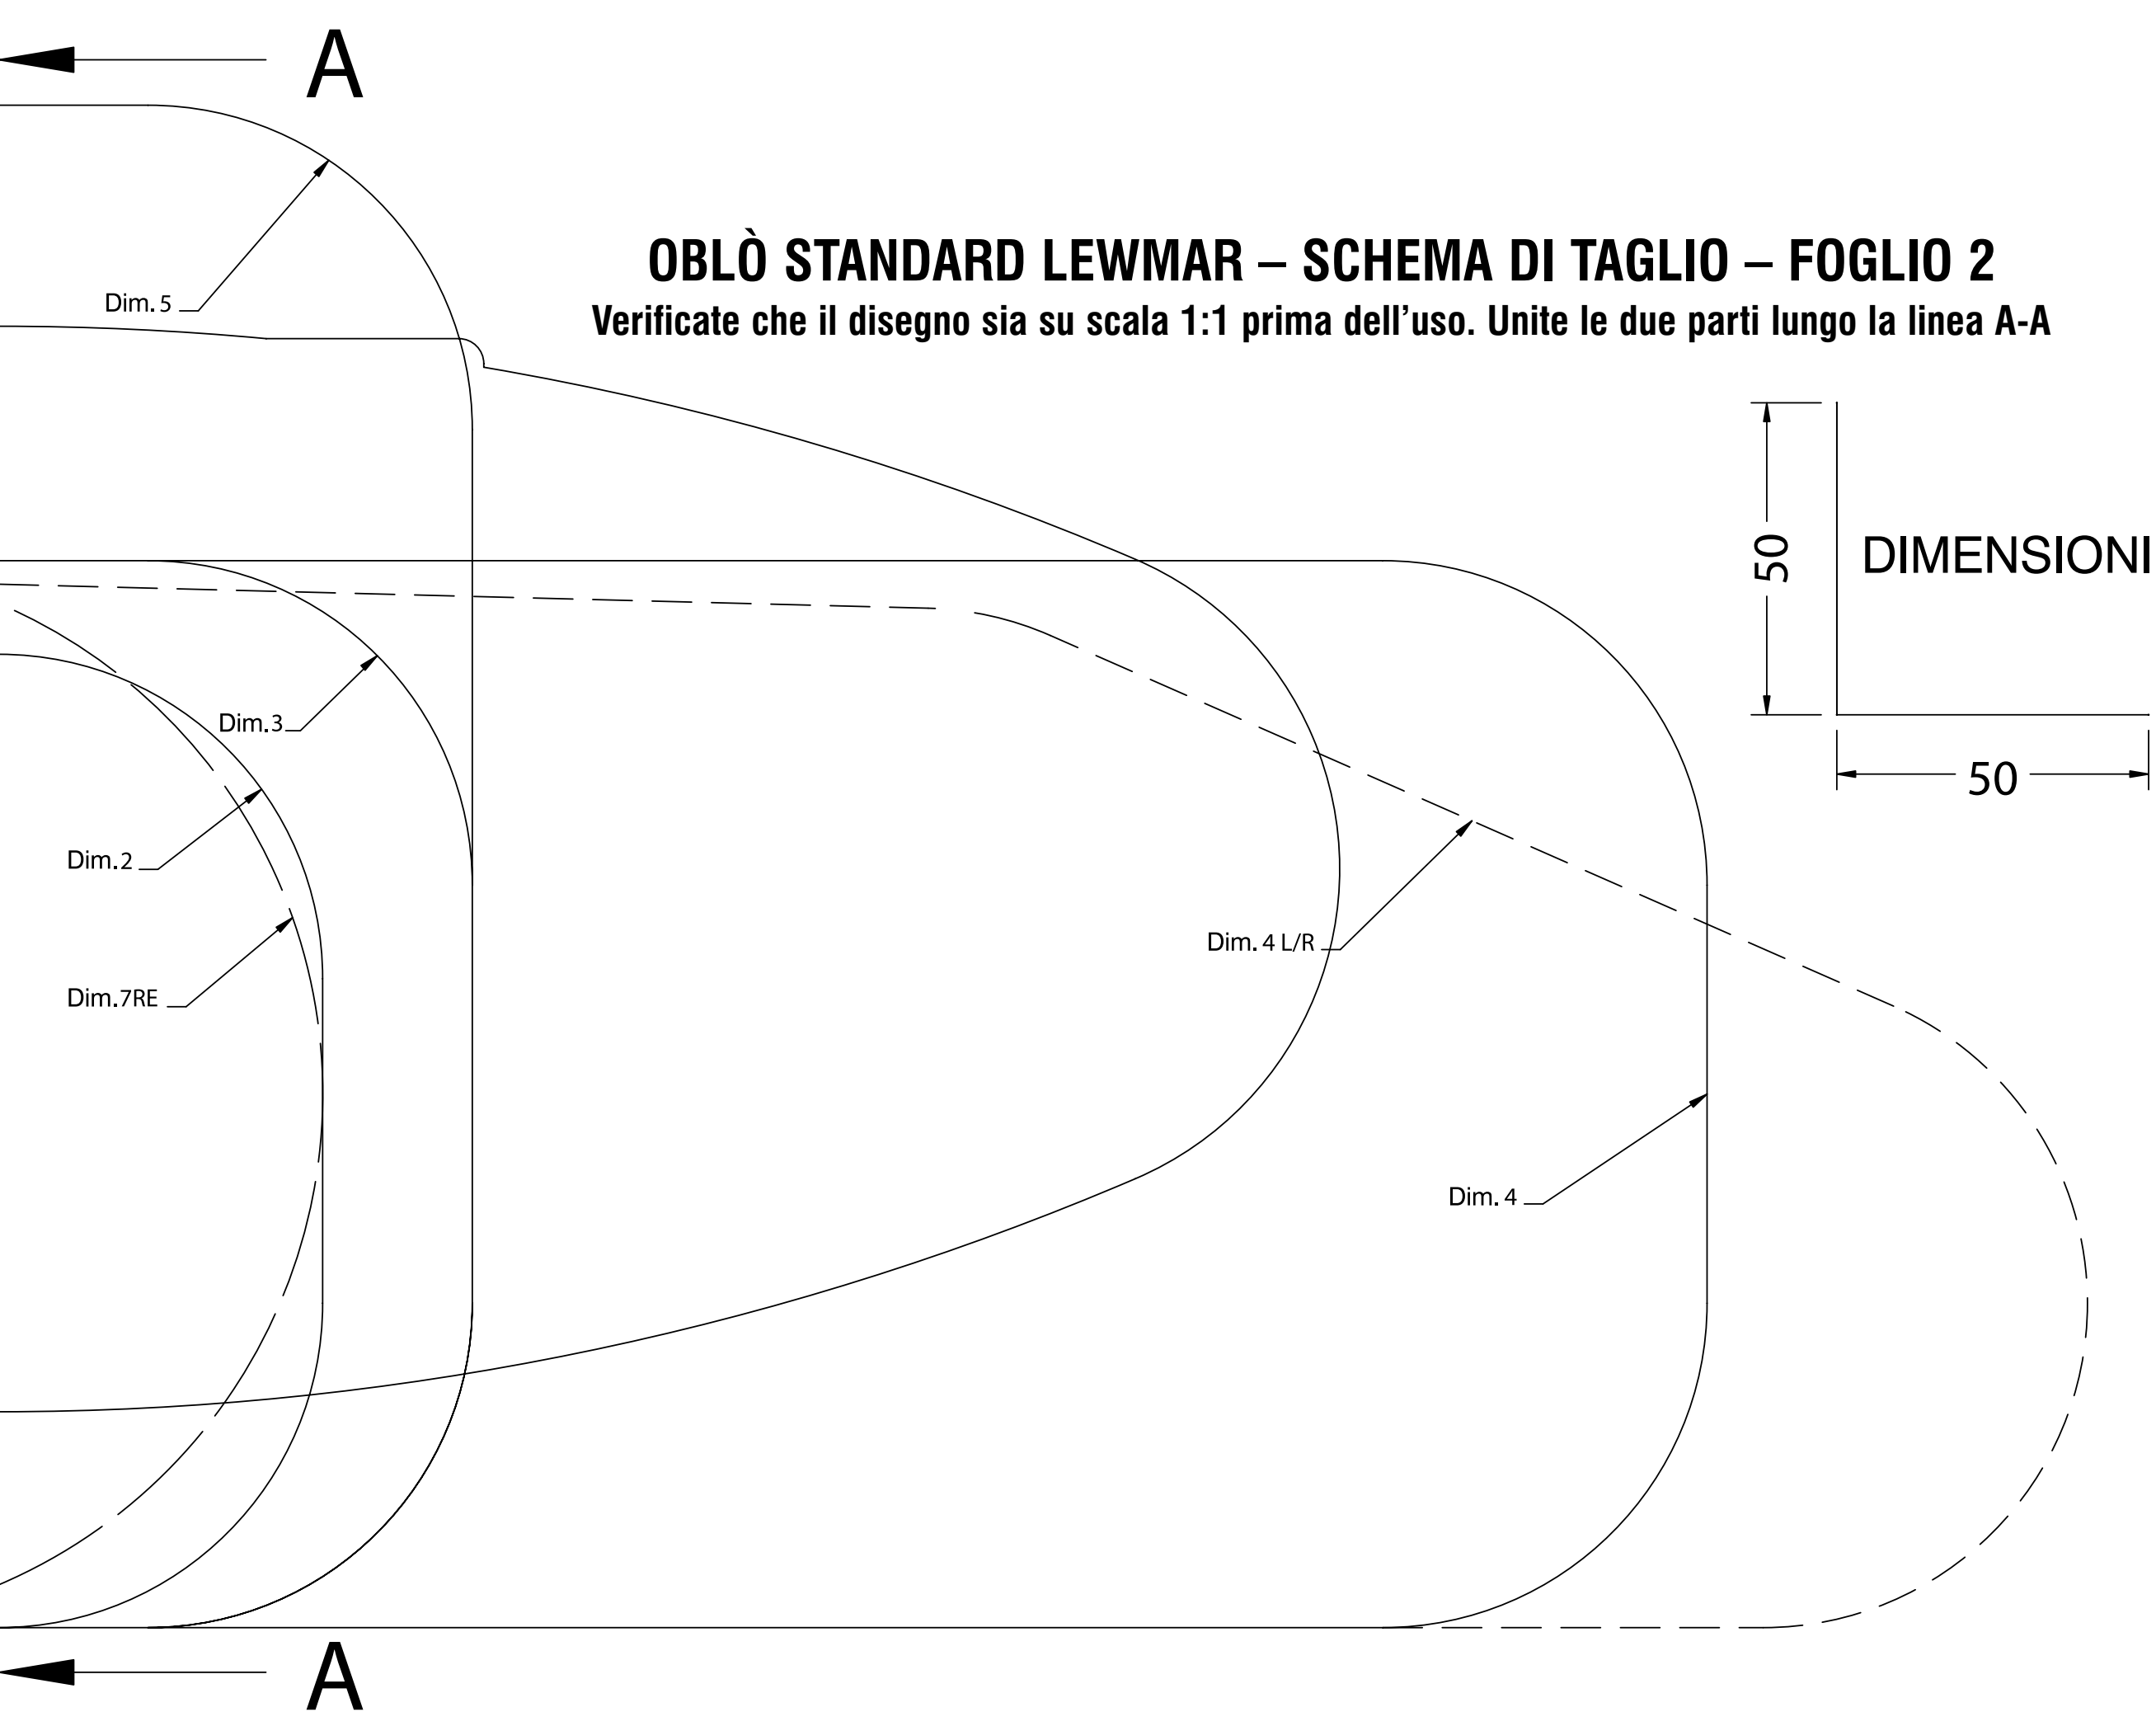 A
OBLÒ STANDARD LEWMAR – SCHEMA DI TAGLIO – FOGLIO 2
Verificate che il disegno sia su scala 1:1 prima dell’uso. Unite le due parti lungo la linea A-A
Dim. 5
50
DIMENSIONI
50
Dim.3
Dim.2
Dim. 4 L/R
Dim.7RE
Dim. 4
A